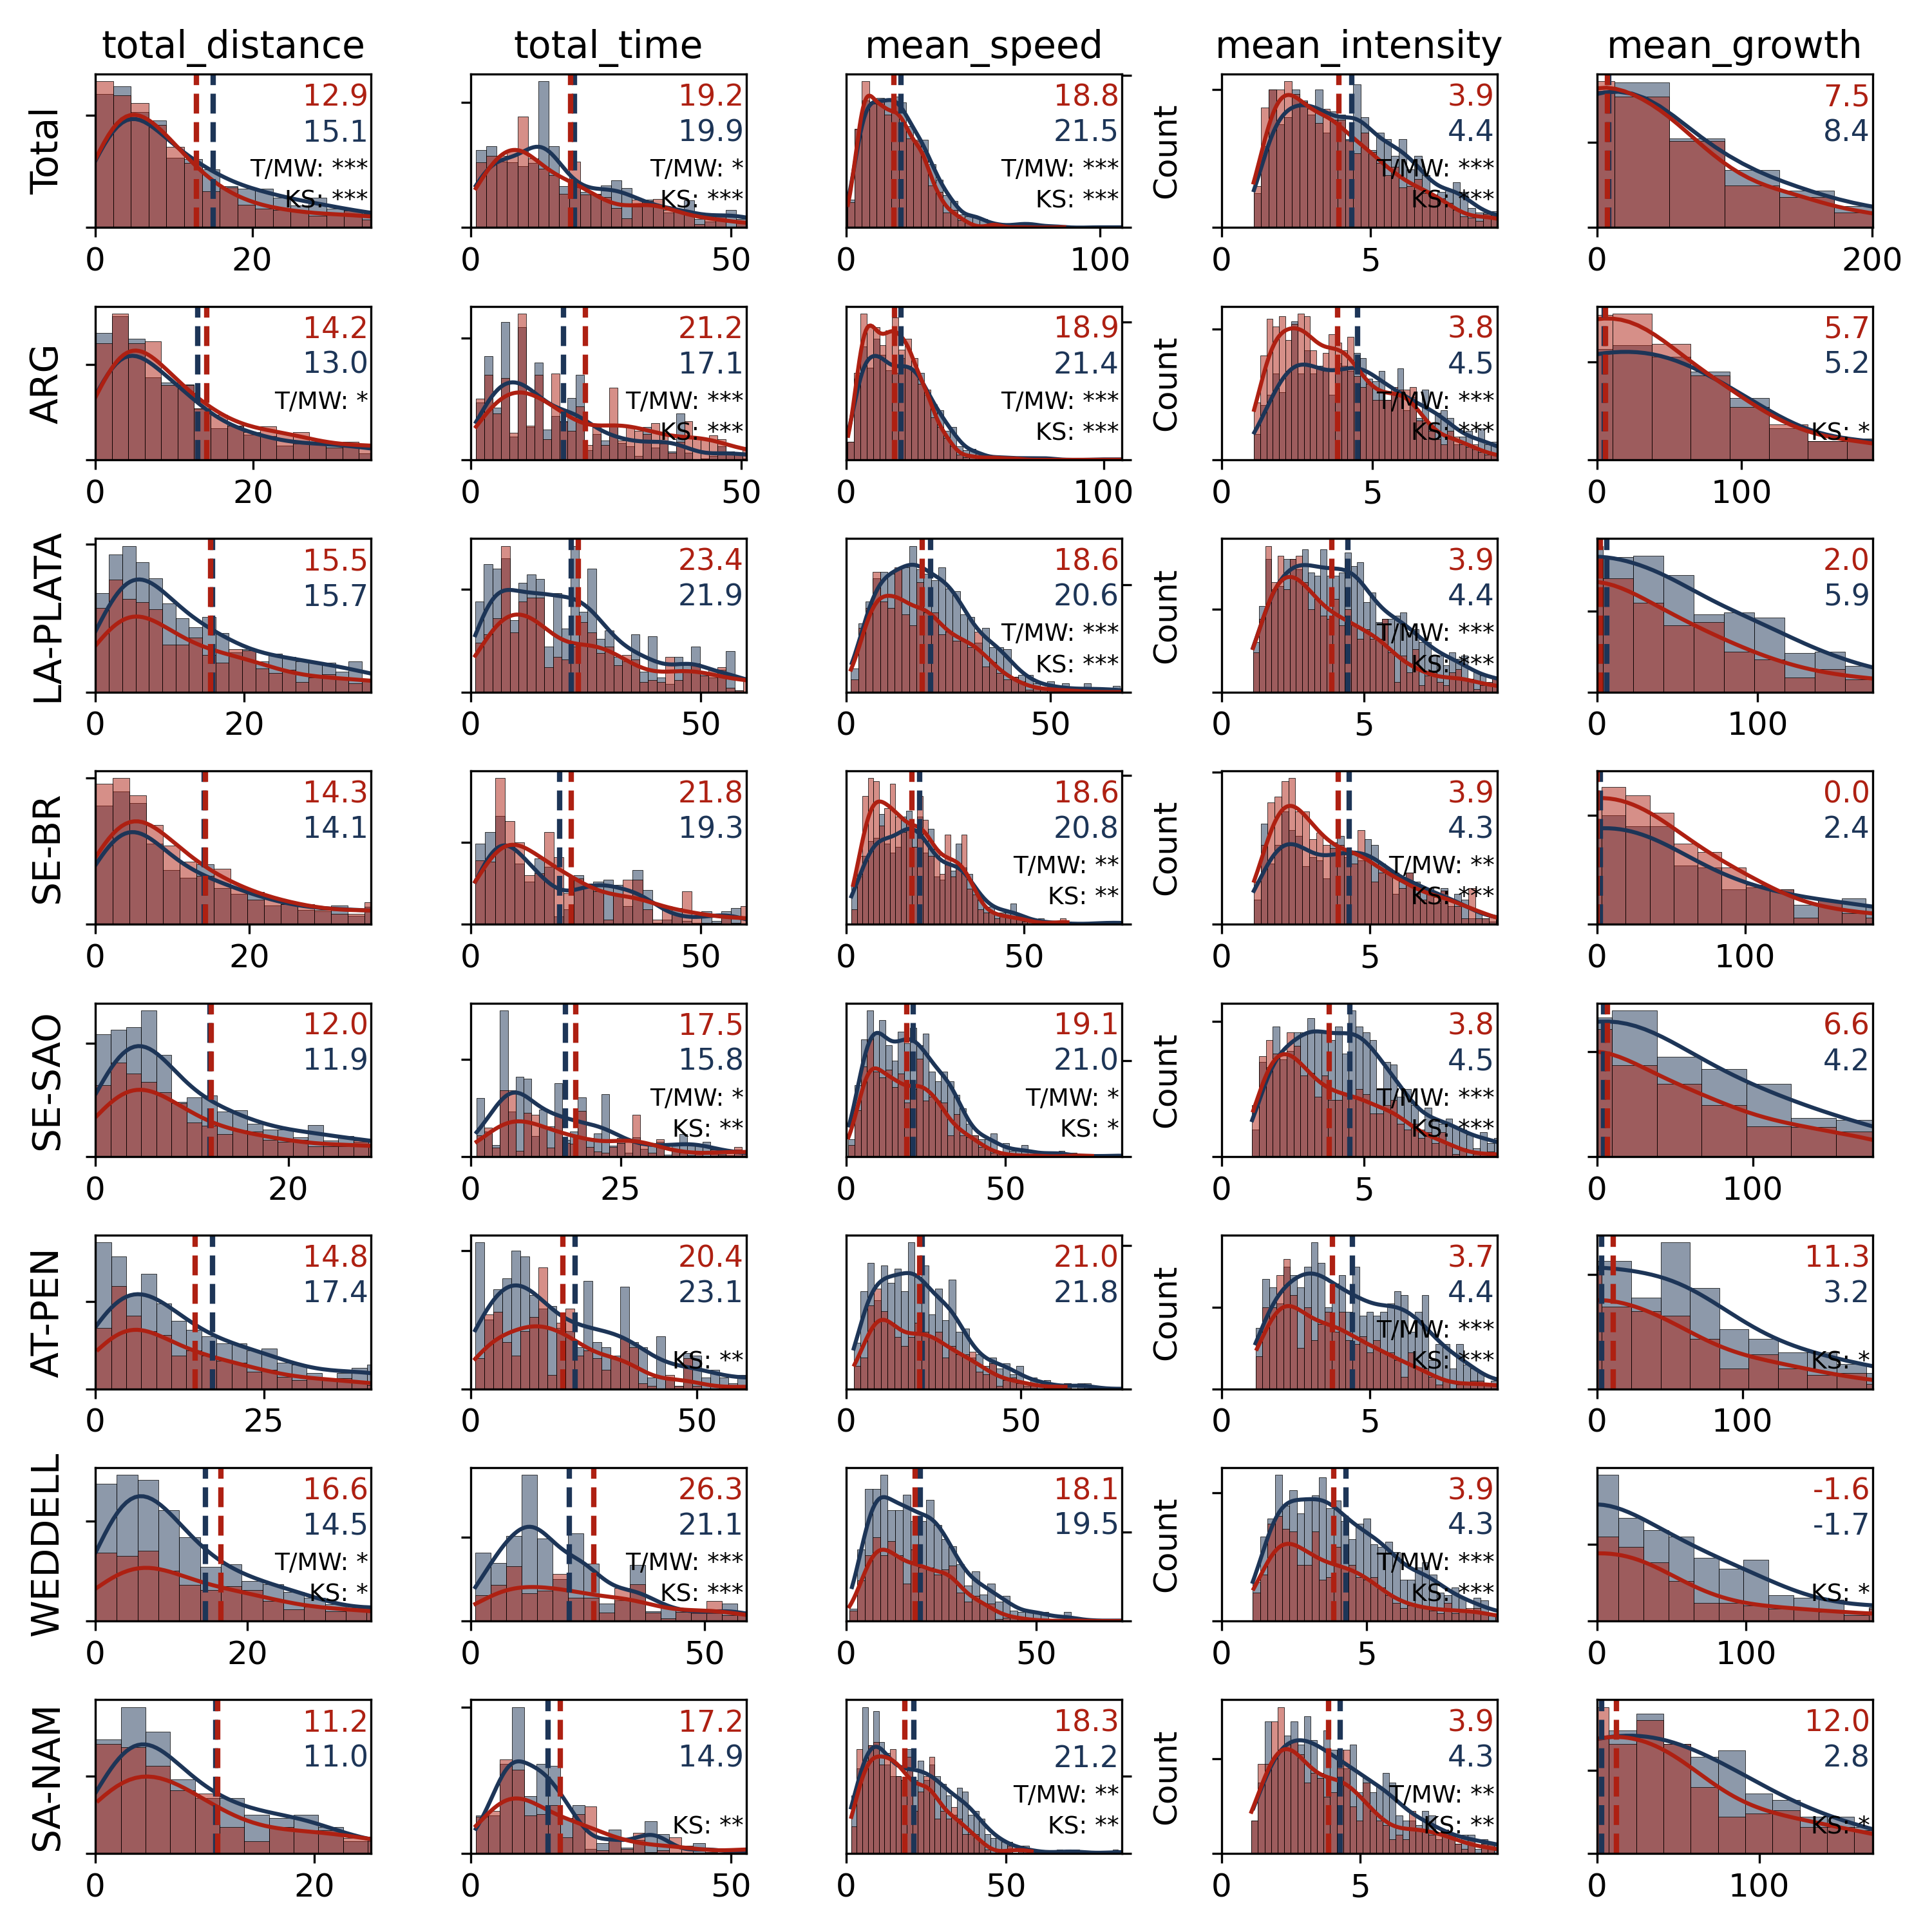 total_distance total_time mean_speed mean_intensity mean_growth
Total
12.9
15.1
T/MW: ***
KS: ***
0 20
19.2
19.9
T/MW: *
KS: ***
0 50
18.8
21.5
T/MW: ***
KS: ***
0 100
Count
3.9
4.4
T/MW: ***
KS: ***
0 5
7.5
8.4
0 200
ARG
14.2
13.0
T/MW: *
0 20
21.2
17.1
T/MW: ***
KS: ***
0 50
18.9
21.4
T/MW: ***
KS: ***
0 100
Count
3.8
4.5
T/MW: ***
KS: ***
0 5
5.7
5.2
KS: *
0 100
LA-PLATA
15.5
15.7
0 20
23.4
21.9
0 50
18.6
20.6
T/MW: ***
KS: ***
0 50
Count
3.9
4.4
T/MW: ***
KS: ***
0 5
2.0
5.9
0 100
SE-BR
14.3
14.1
0 20
21.8
19.3
0 50
18.6
20.8
T/MW: **
KS: **
0 50
Count
3.9
4.3
T/MW: **
KS: ***
0 5
0.0
2.4
0 100
SE-SAO
12.0
11.9
0 20
17.5
15.8
T/MW: *
KS: **
0 25
19.1
21.0
T/MW: *
KS: *
0 50
Count
3.8
4.5
T/MW: ***
KS: ***
0 5
6.6
4.2
0 100
AT-PEN
14.8
17.4
0 25
20.4
23.1
KS: **
0 50
21.0
21.8
0 50
Count
3.7
4.4
T/MW: ***
KS: ***
0 5
11.3
3.2
KS: *
0 100
WEDDELL
16.6
14.5
T/MW: *
KS: *
0 20
26.3
21.1
T/MW: ***
KS: ***
0 50
18.1
19.5
0 50
Count
3.9
4.3
T/MW: ***
KS: ***
0 5
-1.6
-1.7
KS: *
0 100
SA-NAM
11.2
11.0
0 20
17.2
14.9
KS: **
0 50
18.3
21.2
T/MW: **
KS: **
0 50
Count
3.9
4.3
T/MW: **
KS: **
0 5
12.0
2.8
KS: *
0 100